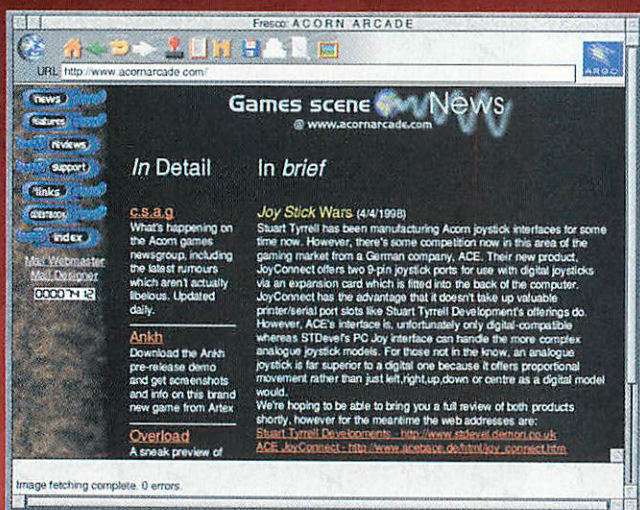 Fresco: ACORN ARCADE
URL http://www.acornarcade.com/
ARGO
news
features
reviews
support
links
guestbook
index
Mail Webmaster
Mail Designer
Games scene News
@ www.acornarcade.com
In Detail
c.s.a.g
What's happening on
the Acorn games
newsgroup, including
the latest rumours
which aren't actually
libelous. Updated
daily.
Ankh
Download the Ankh
pre-release demo
and get screenshots
and info on this brand
new game from Artex
Overload
A sneak preview of
In brief
Joy Stick Wars (4/4/1998)
Stuart Tyrrell has been manufacturing Acorn joystick interfaces for some
time now. However, there's some competition now in this area of the
gaming market from a German company, ACE. Their new product,
JoyConnect offers two 9-pin joystick ports for use with digital joysticks
via an expansion card which is fitted into the back of the computer.
JoyConnect has the advantage that it doesn't take up valuable
printer/serial port slots like Stuart Tyrrell Development's offerings do.
However, ACE's interface is, unfortunately only digital-compatible
whereas STDevel's PC Joy interface can handle the more complex
analogue joystick models. For those not in the know, an analogue
joystick is far superior to a digital one because it offers proportional
movement rather than just left,right,up,down or centre as a digital model
would.
We're hoping to be able to bring you a full review of both products
shortly, however for the meantime the web addresses are:
Stuart Tyrrell Developments - http://www.stdevel.demon.co.uk
ACE JoyConnect - http://www.acebace.de/html/joy_connect.htm
Image fetching complete. 0 errors.